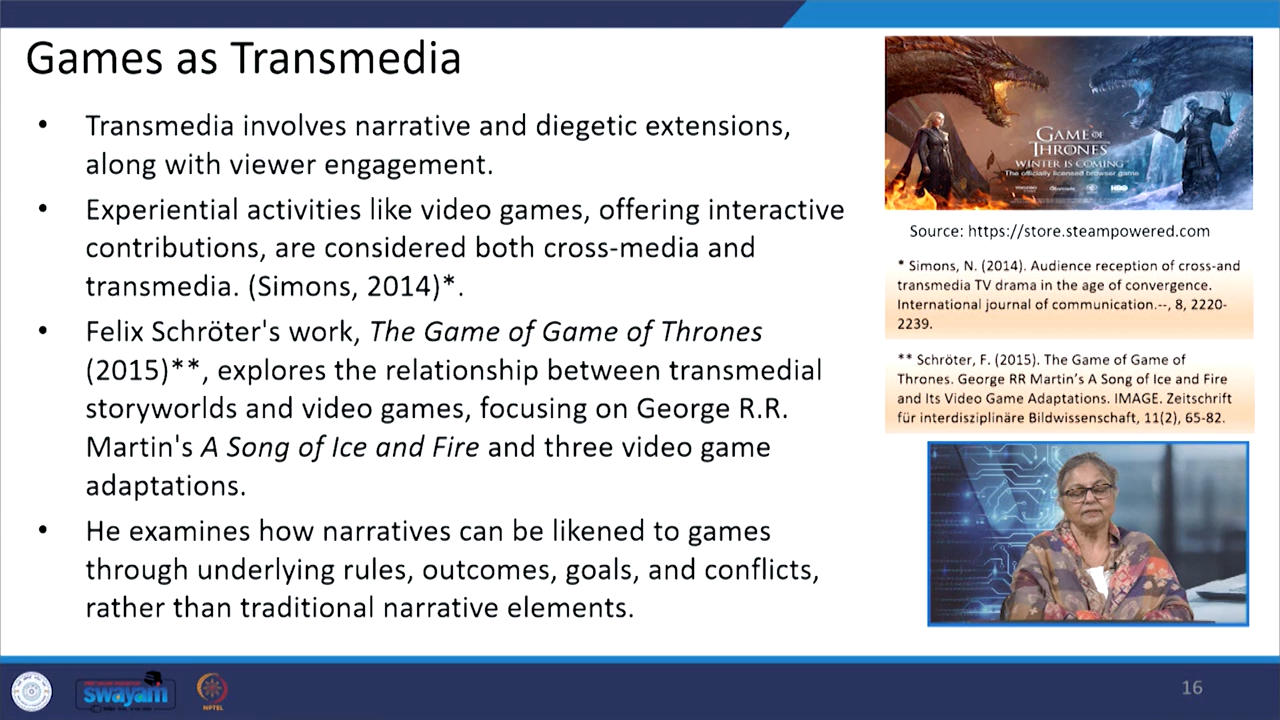 Games as Transmedia
• Transmedia involves narrative and diegetic extensions,
along with viewer engagement.
• Experiential activities like video games, offering interactive
contributions, are considered both cross-media and
transmedia. (Simons, 2014)*.
• Felix Schröter's work, The Game of Game of Thrones
(2015)**, explores the relationship between transmedial
storyworlds and video games, focusing on George R.R.
Martin's A Song of Ice and Fire and three video game
adaptations.
• He examines how narratives can be likened to games
through underlying rules, outcomes, goals, and conflicts,
rather than traditional narrative elements.
GAME OF
THRONES
WINTER IS COMING
The officially licensed browser game
HBO
Source: https://store.steampowered.com
* Simons, N. (2014). Audience reception of cross-and
transmedia TV drama in the age of convergence.
International journal of communication.--, 8, 2220-
2239.
** Schröter, F. (2015). The Game of Game of
Thrones. George RR Martin’s A Song of Ice and Fire
and Its Video Game Adaptations. IMAGE. Zeitschrift
für interdisziplinäre Bildwissenschaft, 11(2), 65-82.
swayam
NPTEL
16